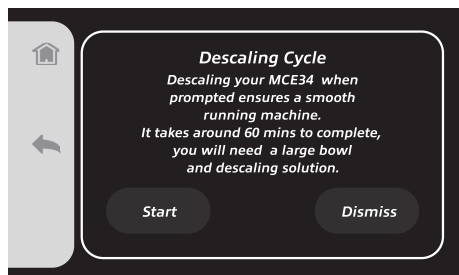 Descaling Cycle
Descaling your MCE34 when
prompted ensures a smooth
running machine.
It takes around 60 mins to complete,
you will need a large bowl
and descaling solution.
Start
Dismiss